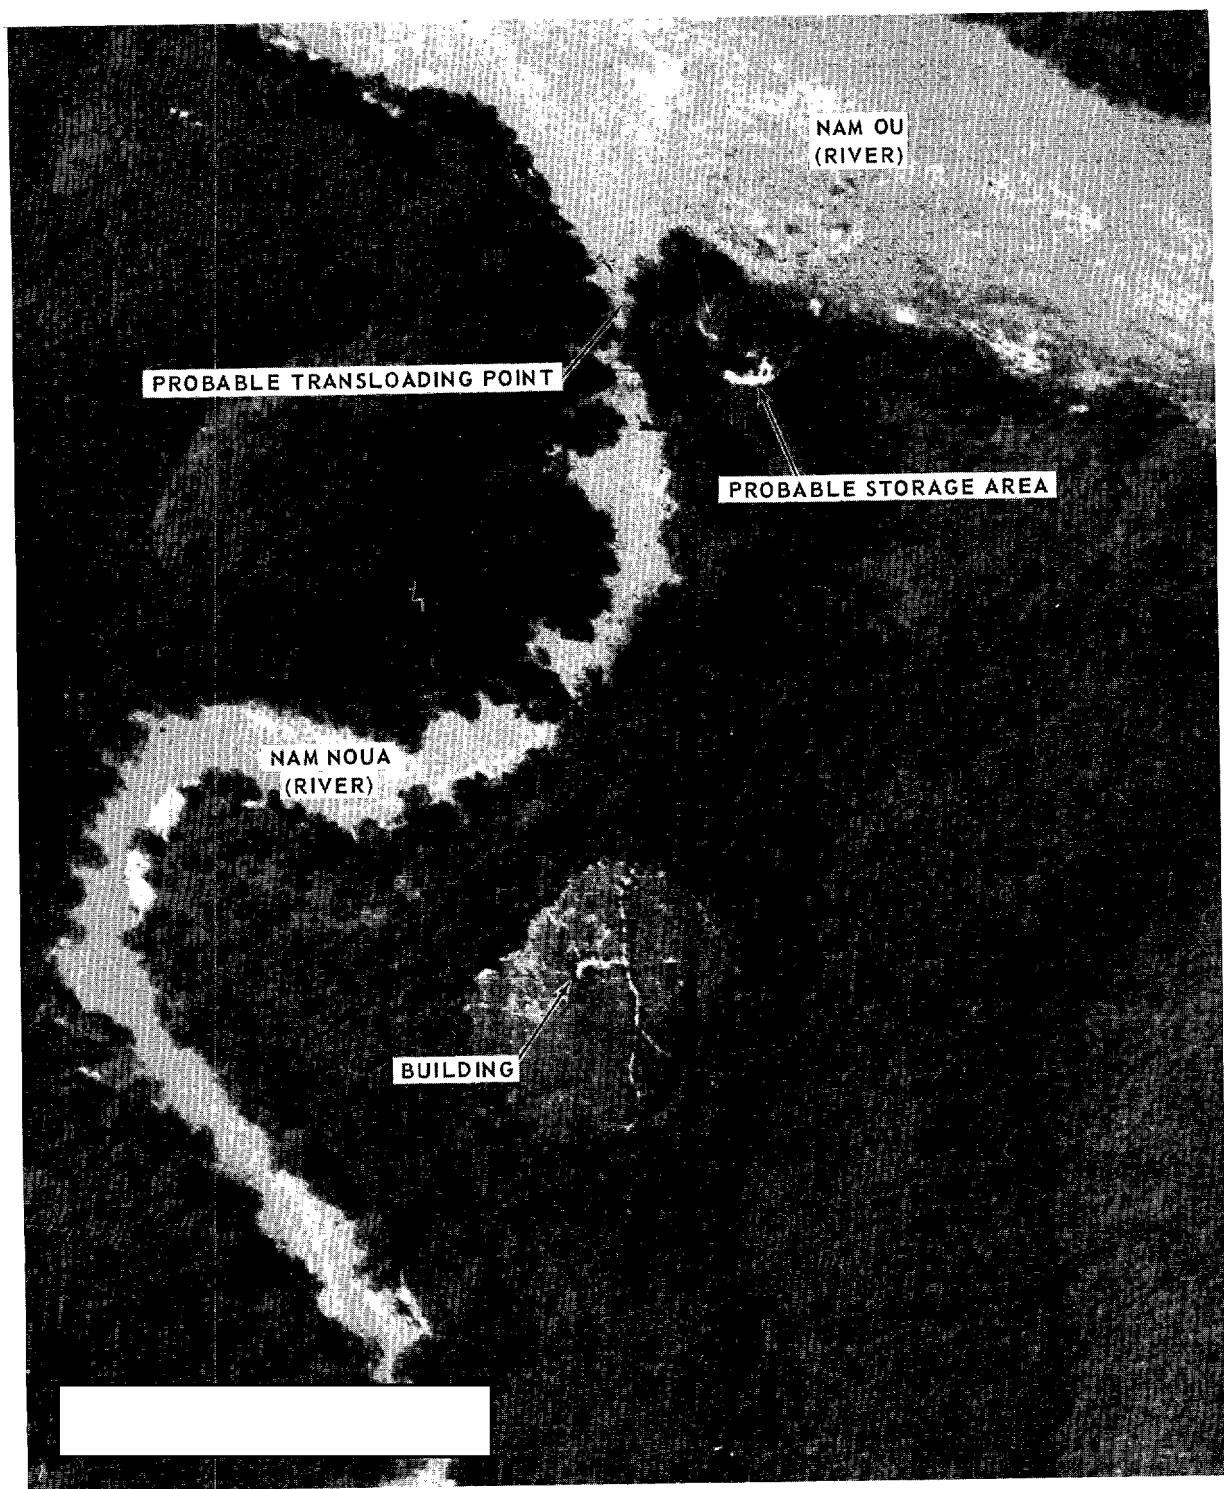 NAM OU
(RIVER)
PROBABLE TRANSLOADING POINT
PROBABLE STORAGE AREA
NAM NOUA
(RIVER)
BUILDING